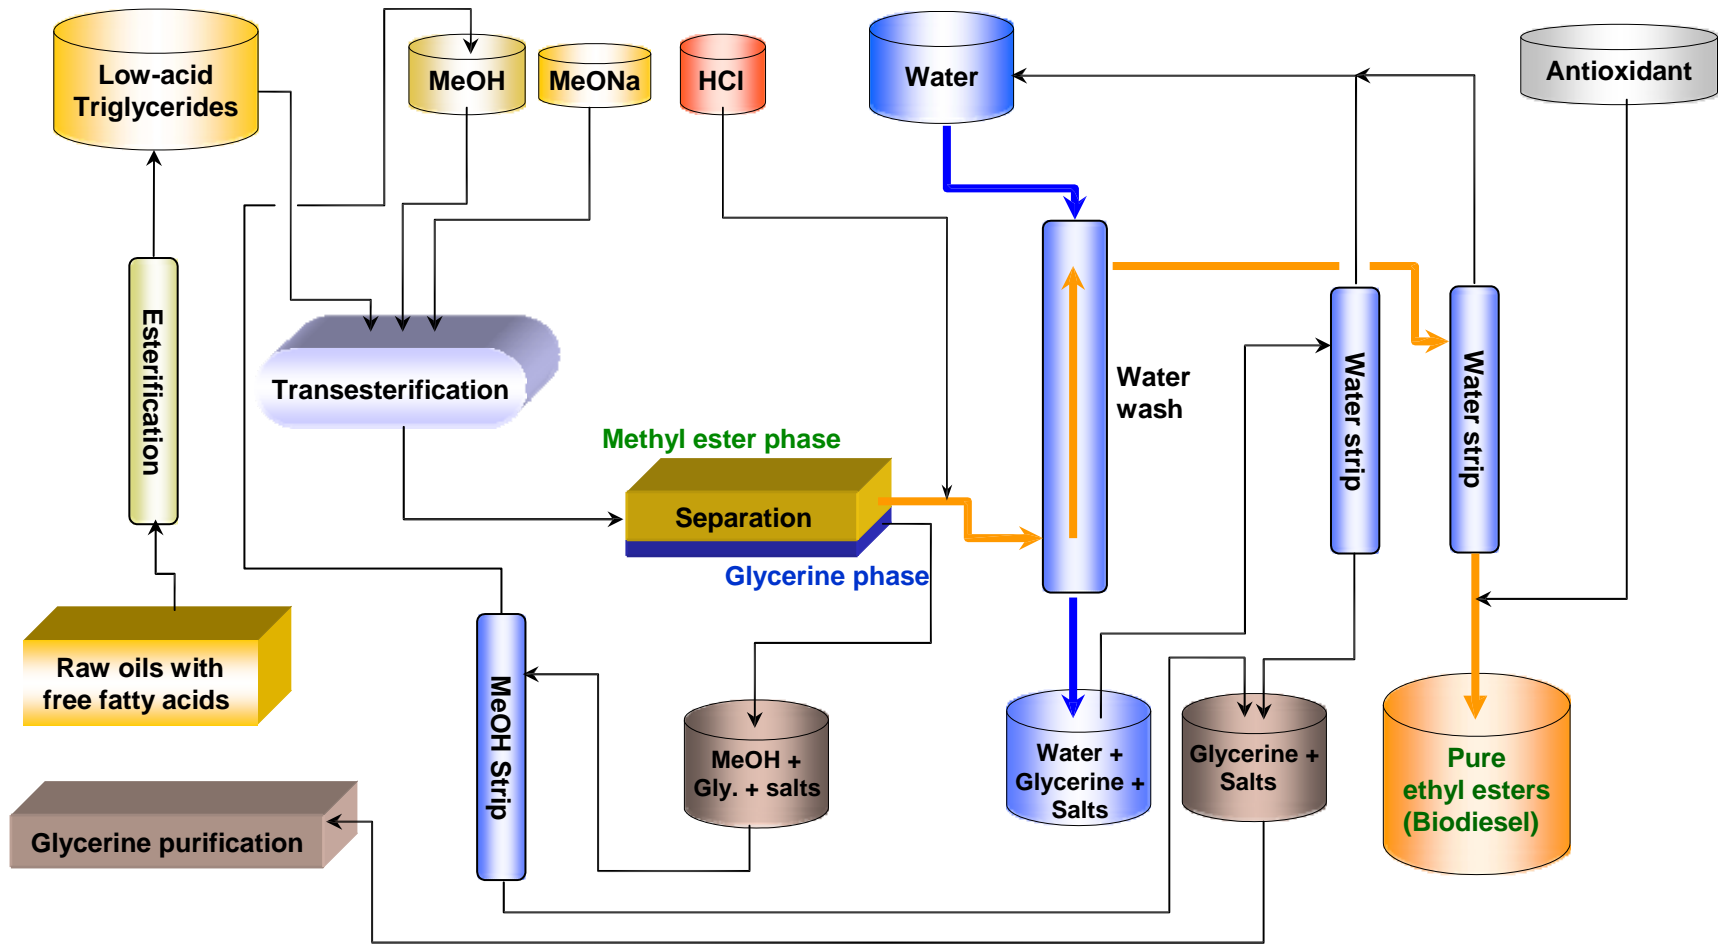 Low-acid
Triglycerides
MeOH
MeONa
HCl
Water
Antioxidant
Esterification
Transesterification
Water
wash
Water strip
Water strip
Methyl ester phase
Separation
Glycerine phase
Raw oils with
free fatty acids
MeOH Strip
MeOH +
Gly. + salts
Water +
Glycerine +
Salts
Glycerine +
Salts
Pure
ethyl esters
(Biodiesel)
Glycerine purification